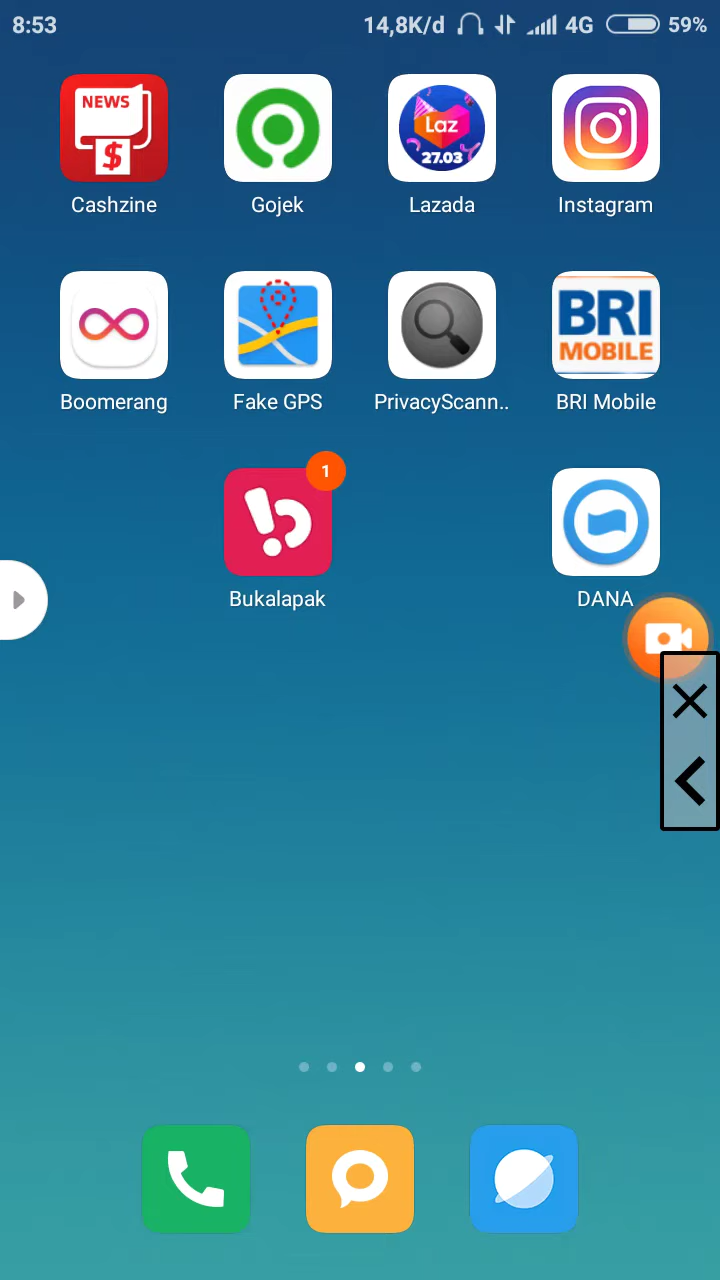 8:53 14,8K/d 4G 59%
NEWS
$
Laz
27.03
Cashzine Gojek Lazada Instagram
BRI
MOBILE
Boomerang Fake GPS PrivacyScann.. BRI Mobile
1
Bukalapak DANA